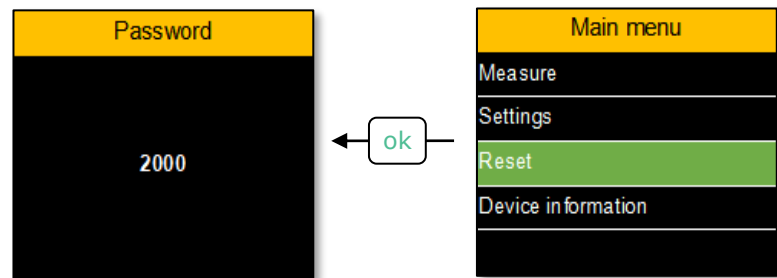 Password
2000
ok
Main menu
Measure
Settings
Reset
Device information